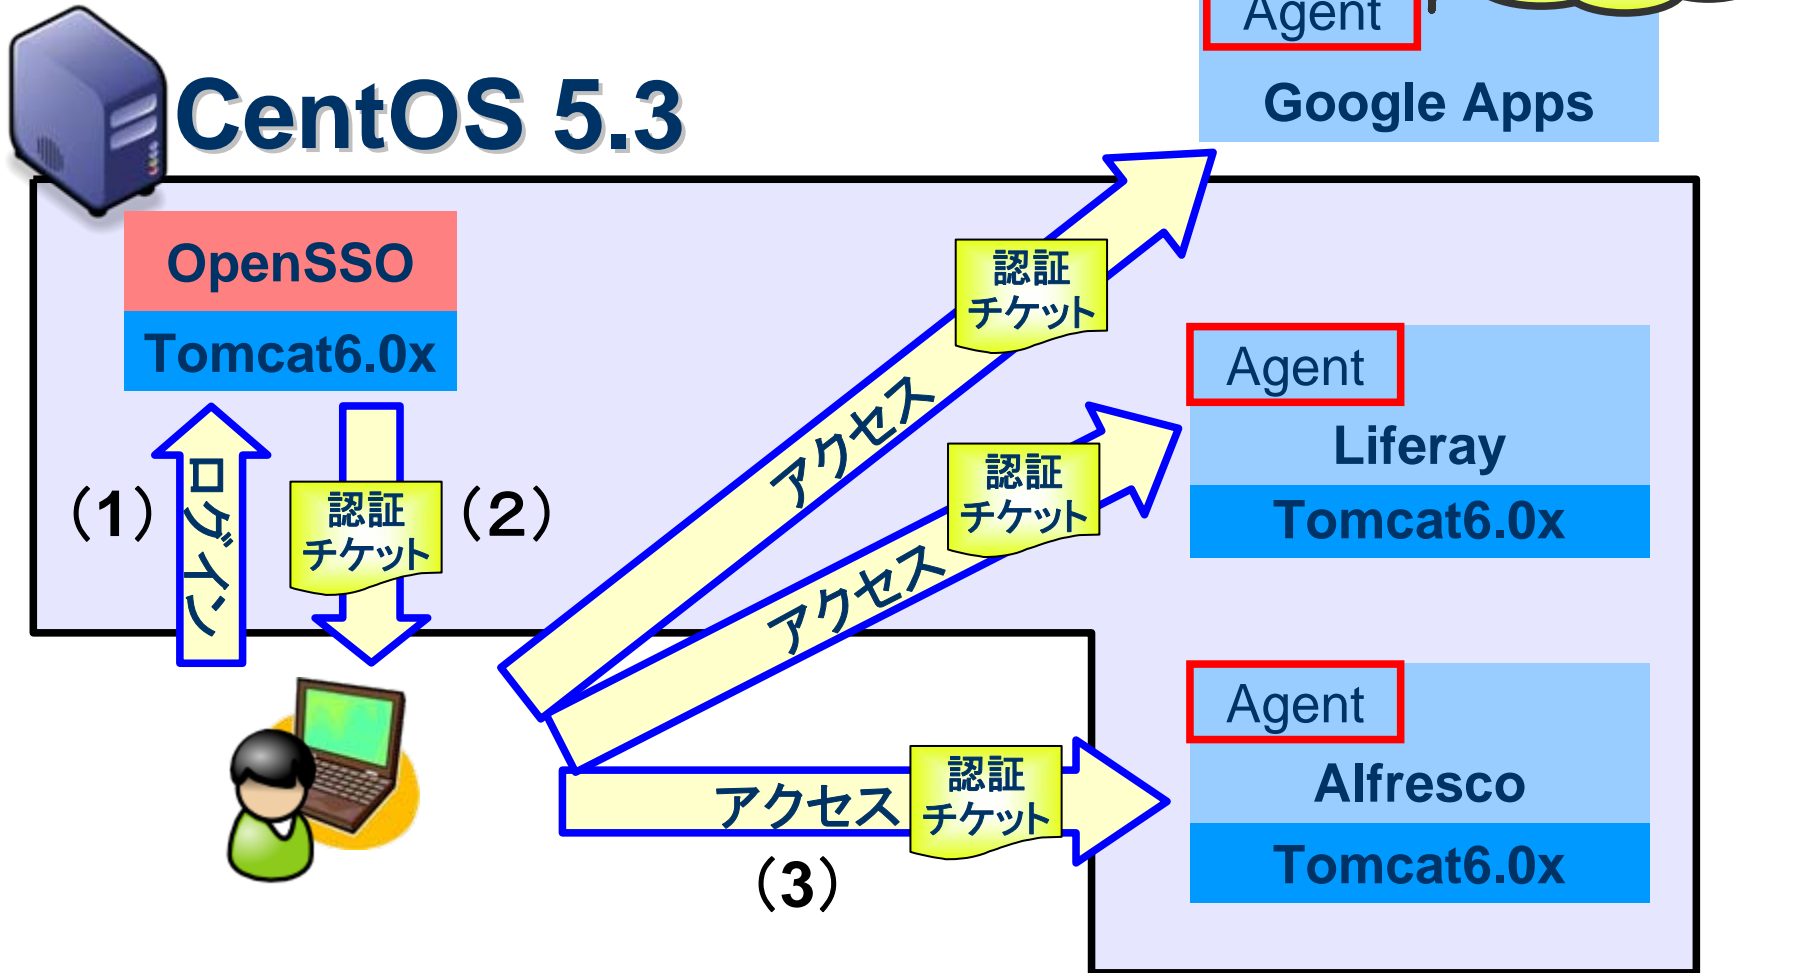 Agent
Google Apps
CentOS 5.3
OpenSSO
Tomcat6.0x
(1)
ログイン
認証
チケット
(2)
アクセス
認証
チケット
アクセス
認証
チケット
Agent
Liferay
Tomcat6.0x
アクセス
認証
チケット
(3)
Agent
Alfresco
Tomcat6.0x